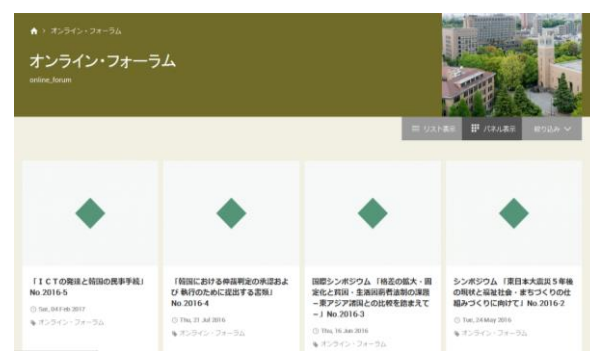 オンライン・フォーラム
オンライン・フォーラム
online_forum
リスト表示 パネル表示 絞り込み
「ICTの発達と韓国の民事手続」
No.2016-5
Sat, 04 Feb 2017
オンライン・フォーラム
「韓国における仲裁判定の承認およ
び執行のために提出する書類」
No.2016-4
Thu, 21 Jul 2016
オンライン・フォーラム
国際シンポジウム「格差の拡大・固
定化と貧困・生活困窮者法制の課題
－東アジア諸国との比較を踏まえて
－」No.2016-3
Thu, 16 Jun 2016
オンライン・フォーラム
シンポジウム「東日本大震災5年後
の現状と福祉社会・まちづくりの仕
組みづくりに向けて」No.2016-2
Tue, 24 May 2016
オンライン・フォーラム